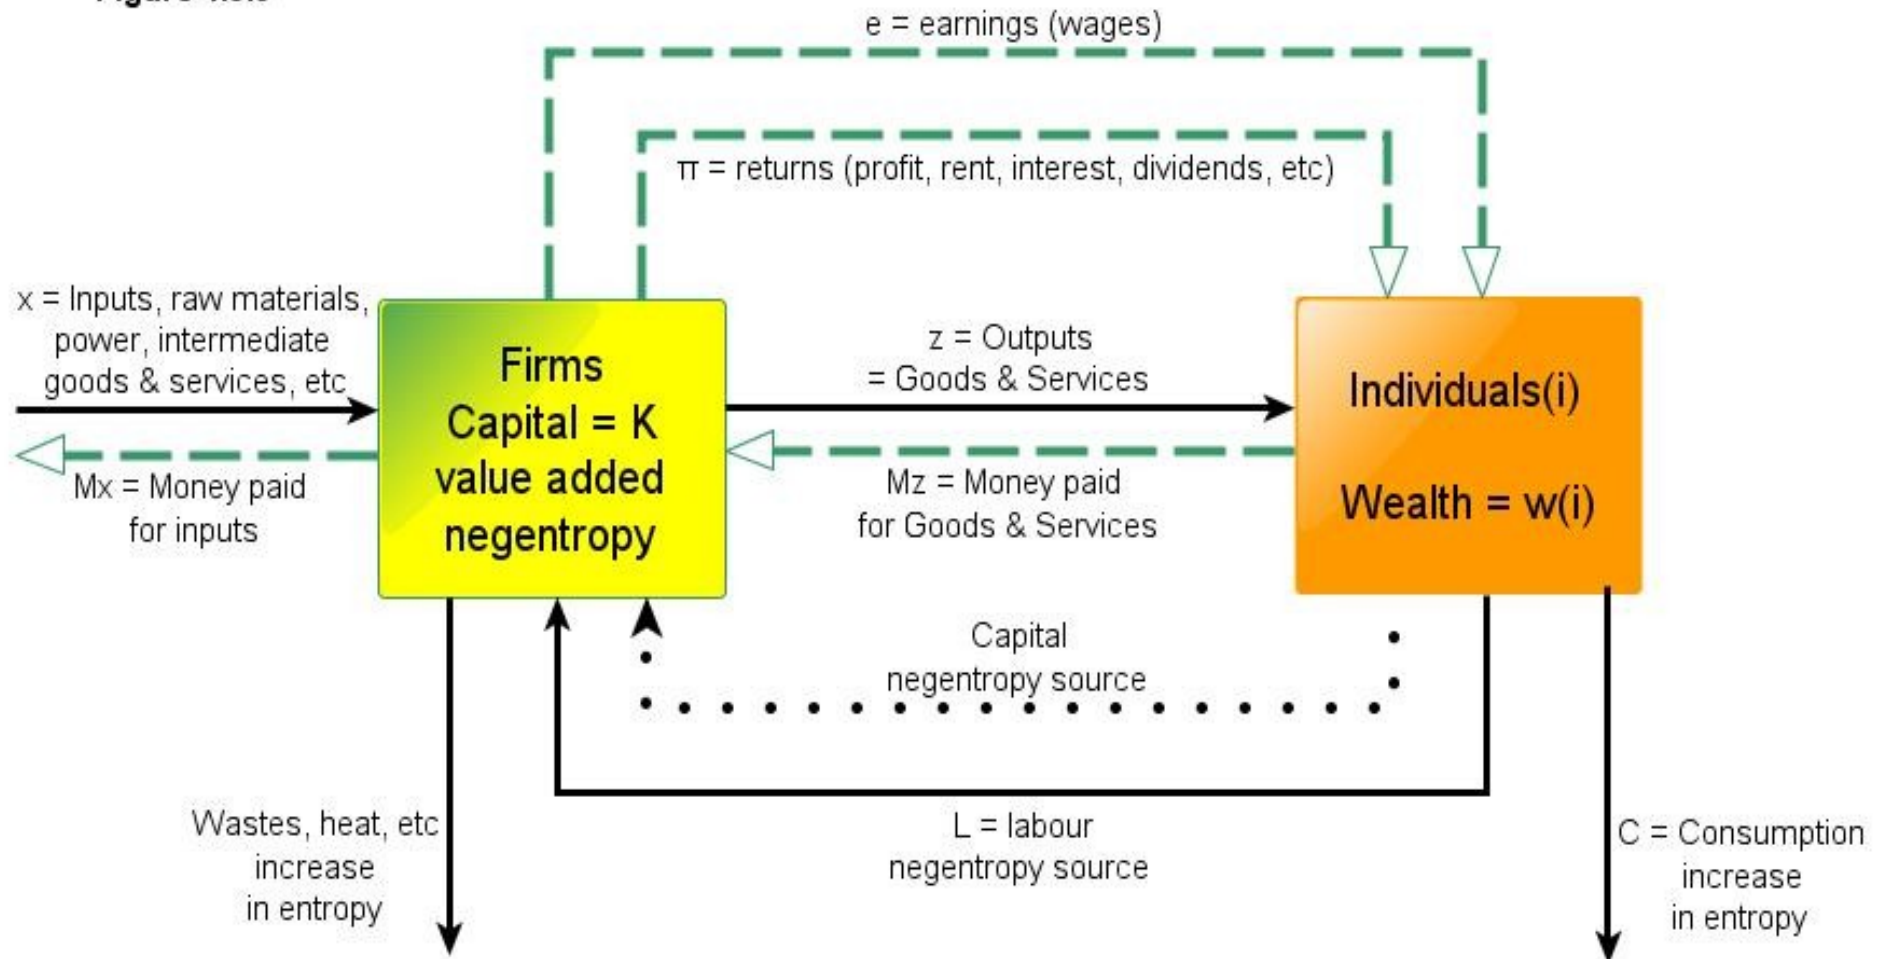 e = earnings (wages)
π = returns (profit, rent, interest, dividends, etc)
x = Inputs, raw materials,
power, intermediate
goods & services, etc
Mx = Money paid
for inputs
Firms
Capital = K
value added
negentropy
z = Outputs
= Goods & Services
Mz = Money paid
for Goods & Services
Individuals(i)
Wealth = w(i)
Capital
negentropy source
L = labour
negentropy source
Wastes, heat, etc
increase
in entropy
C = Consumption
increase
in entropy